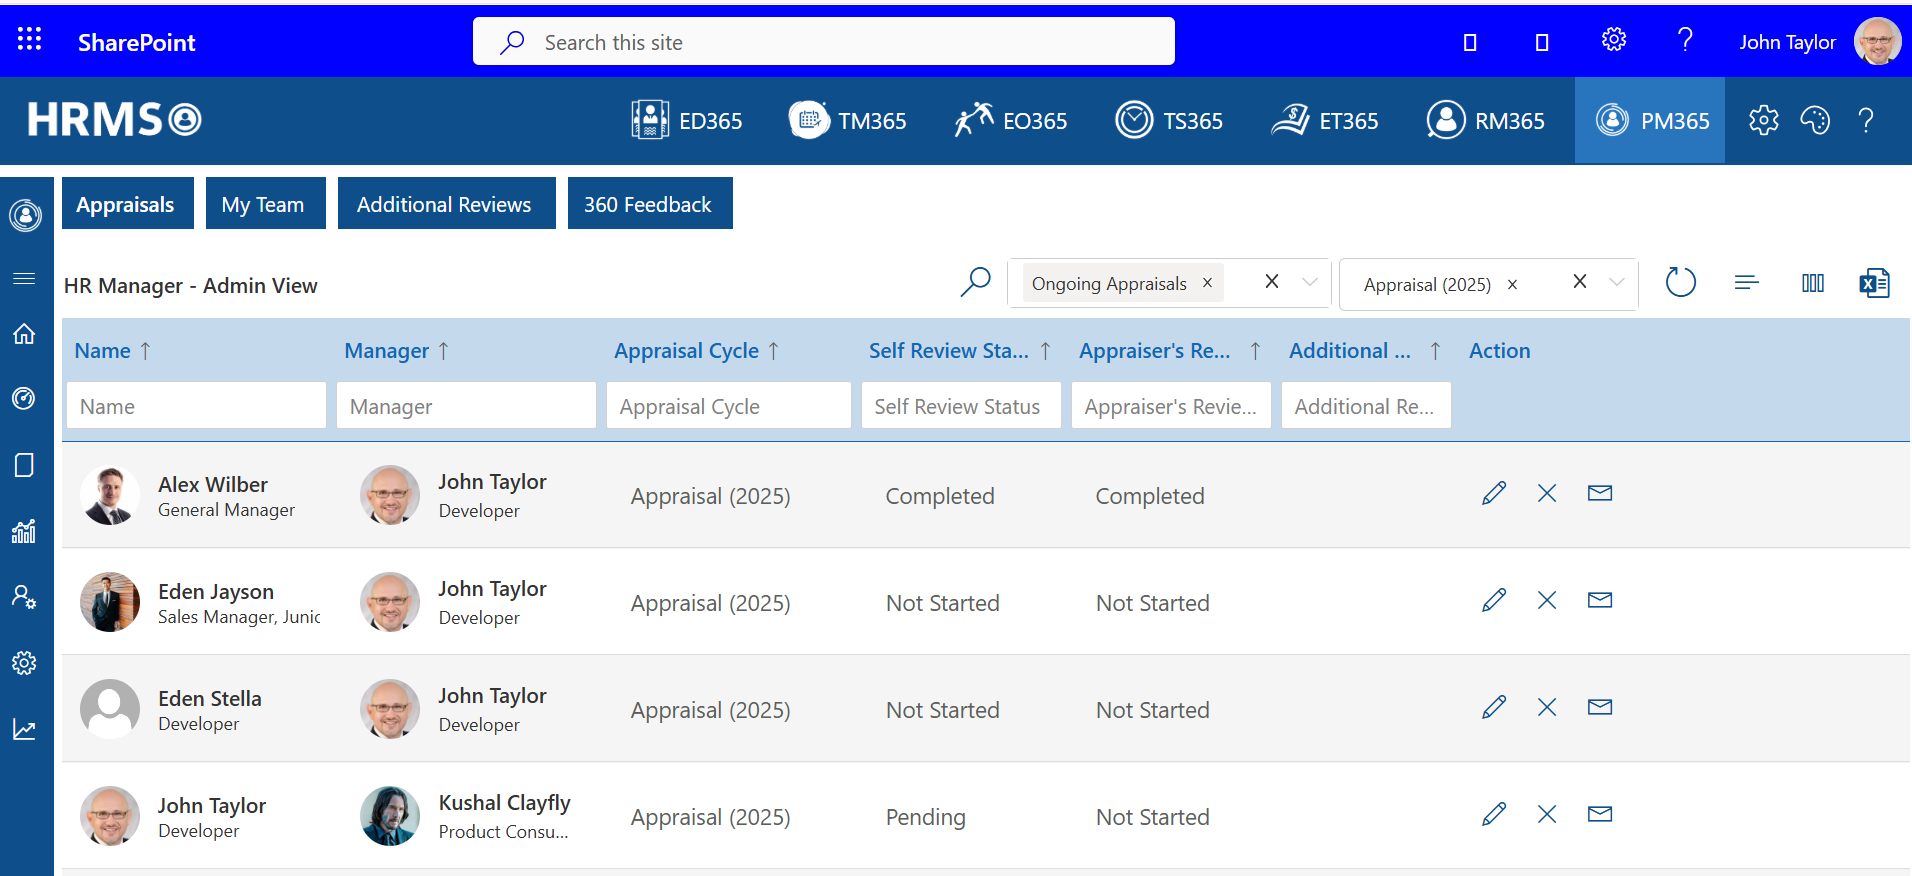 SharePoint
Search this site
John Taylor
HRMS
ED365
TM365
EO365
TS365
ET365
RM365
PM365
Appraisals
My Team
Additional Reviews
360 Feedback
HR Manager - Admin View
Ongoing Appraisals
Appraisal (2025)
Name
Manager
Appraisal Cycle
Self Review Sta...
Appraiser's Re...
Additional ...
Action
Name
Manager
Appraisal Cycle
Self Review Status
Appraiser's Revie...
Additional Re...
Alex Wilber
General Manager
John Taylor
Developer
Appraisal (2025)
Completed
Completed
Eden Jayson
Sales Manager, Junic
John Taylor
Developer
Appraisal (2025)
Not Started
Not Started
Eden Stella
Developer
John Taylor
Developer
Appraisal (2025)
Not Started
Not Started
John Taylor
Developer
Kushal Clayfly
Product Consu...
Appraisal (2025)
Pending
Not Started